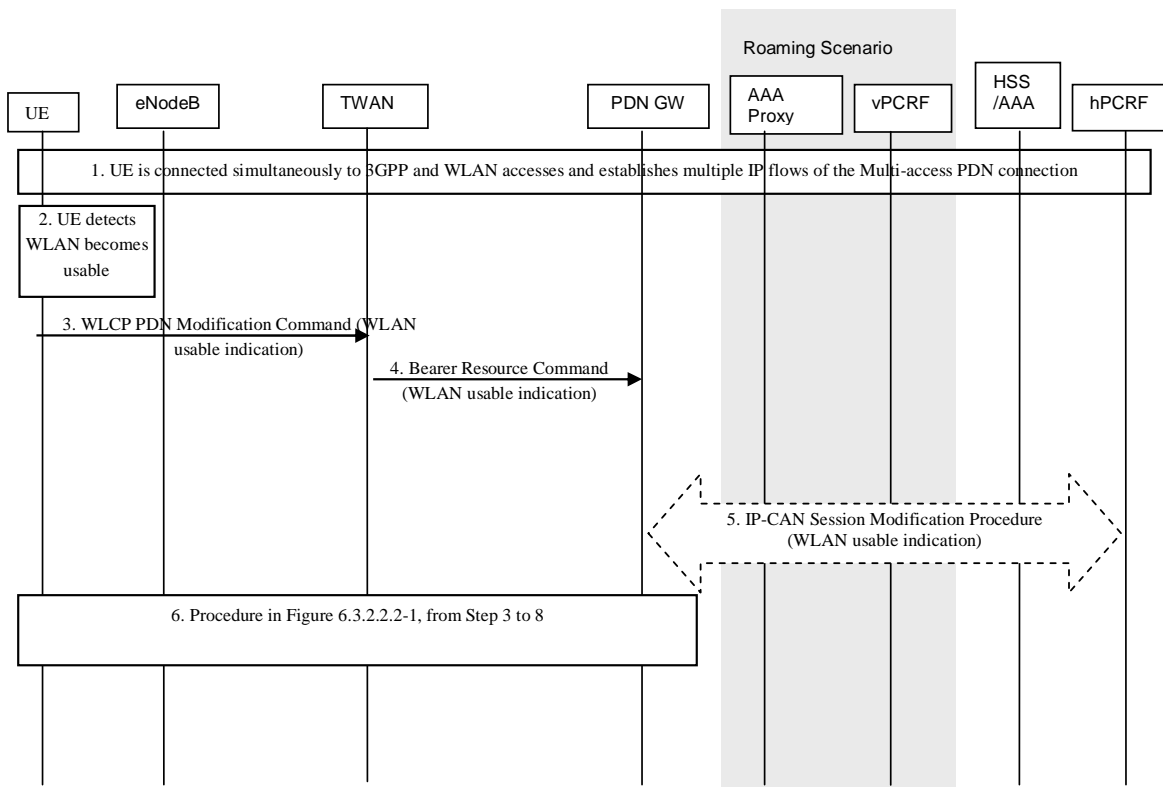 Roaming Scenario
UE
eNodeB
TWAN
PDN GW
AAA
Proxy
vPCRF
HSS
/AAA
hPCRF
1. UE is connected simultaneously to 3GPP and WLAN accesses and establishes multiple IP flows of the Multi-access PDN connection
2. UE detects
WLAN becomes
usable
3. WLCP PDN Modification Command (WLAN
usable indication)
4. Bearer Resource Command
(WLAN usable indication)
5. IP-CAN Session Modification Procedure
(WLAN usable indication)
6. Procedure in Figure 6.3.2.2.2-1, from Step 3 to 8